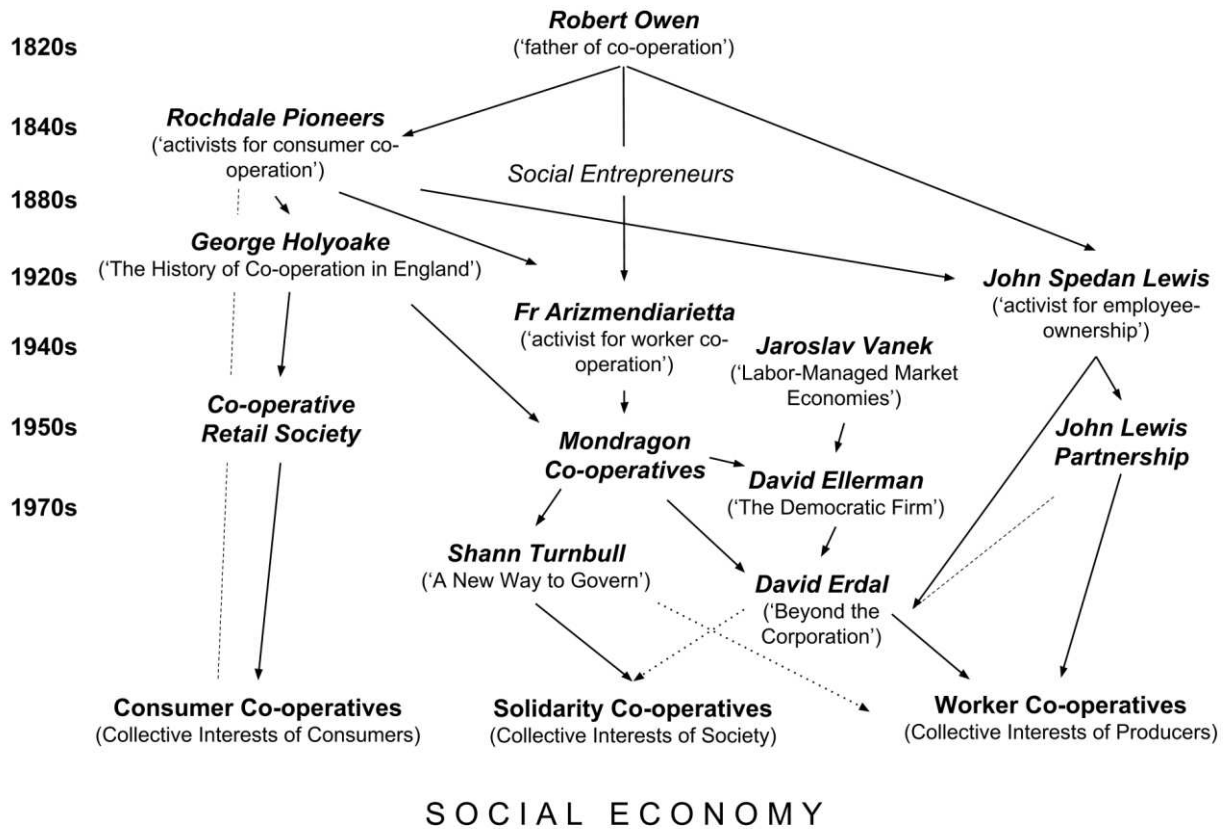 Robert Owen
1820s
('father of co-operation')
Rochdale Pioneers
1840s
('activists for consumer co-
operation')
Social Entrepreneurs
1880s
George Holyoake
('The History of Co-operation in England')
1920s
John Spedan Lewis
('activist for employee-
ownership')
Fr Arizmendiarietta
('activist for worker co-
operation')
1940s
Jaroslav Vanek
('Labor-Managed Market
Economies')
Co-operative
Retail Society
1950s
Mondragon
Co-operatives
John Lewis
Partnership
David Ellerman
('The Democratic Firm')
1970s
Shann Turnbull
('A New Way to Govern')
David Erdal
('Beyond the
Corporation')
Consumer Co-operatives
(Collective Interests of Consumers)
Solidarity Co-operatives
(Collective Interests of Society)
Worker Co-operatives
(Collective Interests of Producers)
SOCIAL ECONOMY